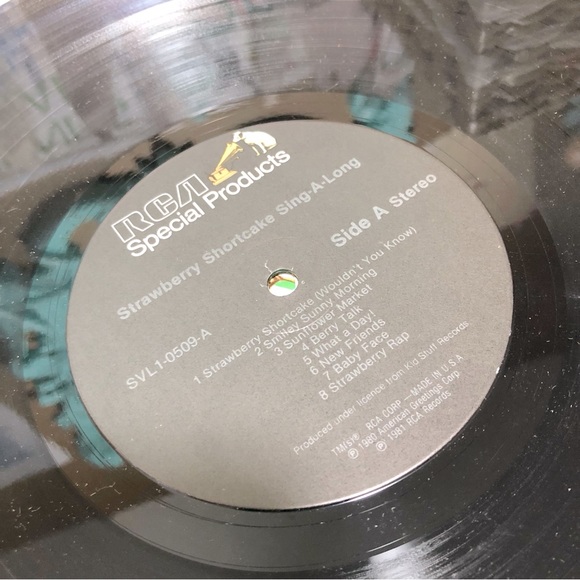 RCA
Special Products
Strawberry Shortcake Sing-A-Long
Side A Stereo
SVL1-0509-A
1 Strawberry Shortcake (Wouldn't You Know)
2 Smiley Sunny Morning
3 Sunflower Market
4 Berry Talk
5 What a Day!
6 New Friends
7 Baby Face
8 Strawberry Rap
Produced under licence from Kid Stuff Records
TM(s)® RCA CORP.—MADE IN U.S.A.
℗ 1980 American Greetings Corp.
℗ 1981 RCA Records